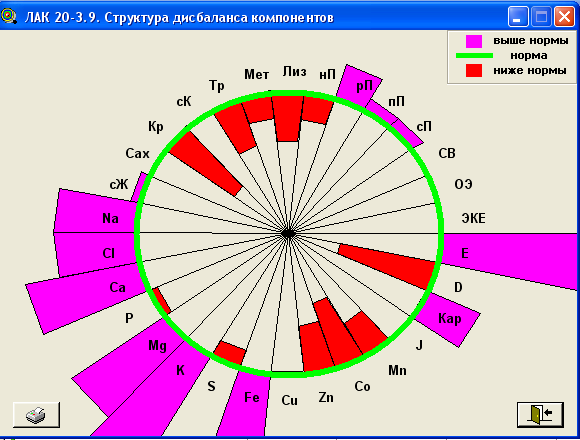 ЛАК 20-3.9. Структура дисбаланса компонентов
выше нормы
норма
ниже нормы
Лиз
нП
рП
пП
сП
СВ
ОЭ
ЭКЕ
E
D
Кар
J
Mn
Co
Zn
Cu
Fe
S
K
Mg
P
Ca
Cl
Na
сЖ
Сах
Кр
сК
Тр
Мет